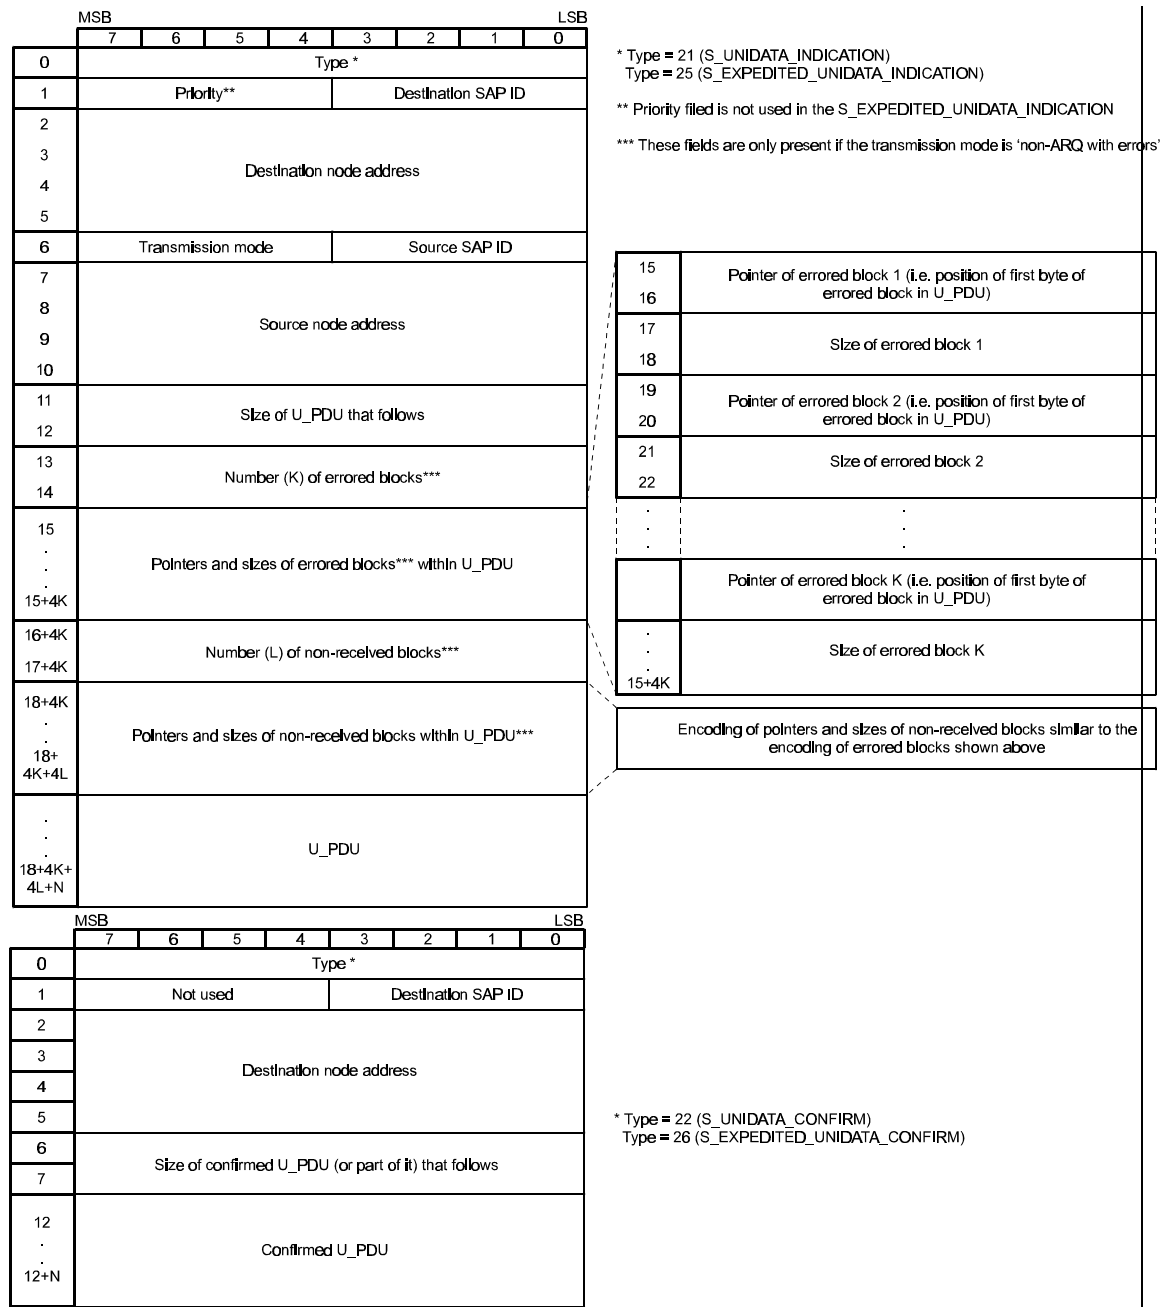 MSB LSB
7 6 5 4 3 2 1 0
0 Type *
1 Priority** Destination SAP ID
2
3
4
5
Destination node address
6 Transmission mode Source SAP ID
7
8
9
10
Source node address
11
12
Size of U_PDU that follows
13
14
Number (K) of errored blocks***
15
.
.
.
15+4K
Pointers and sizes of errored blocks*** within U_PDU
16+4K
17+4K
Number (L) of non-received blocks***
18+4K
.
.
18+
4K+4L
Pointers and sizes of non-received blocks within U_PDU***
.
.
.
18+4K+
4L+N
U_PDU
* Type = 21 (S_UNIDATA_INDICATION)
Type = 25 (S_EXPEDITED_UNIDATA_INDICATION)
** Priority filed is not used in the S_EXPEDITED_UNIDATA_INDICATION
*** These fields are only present if the transmission mode is ‘non-ARQ with errors’
15
16
Pointer of errored block 1 (i.e. position of first byte of
errored block in U_PDU)
17
18
Size of errored block 1
19
20
Pointer of errored block 2 (i.e. position of first byte of
errored block in U_PDU)
21
22
Size of errored block 2
. .
. .
. .
Pointer of errored block K (i.e. position of first byte of
errored block in U_PDU)
.
.
.
15+4K
Size of errored block K
Encoding of pointers and sizes of non-received blocks similar to the
encoding of errored blocks shown above
MSB LSB
7 6 5 4 3 2 1 0
0 Type *
1 Not used Destination SAP ID
2
3
4
5
Destination node address
6
7
Size of confirmed U_PDU (or part of it) that follows
12
.
.
12+N
Confirmed U_PDU
* Type = 22 (S_UNIDATA_CONFIRM)
Type = 26 (S_EXPEDITED_UNIDATA_CONFIRM)